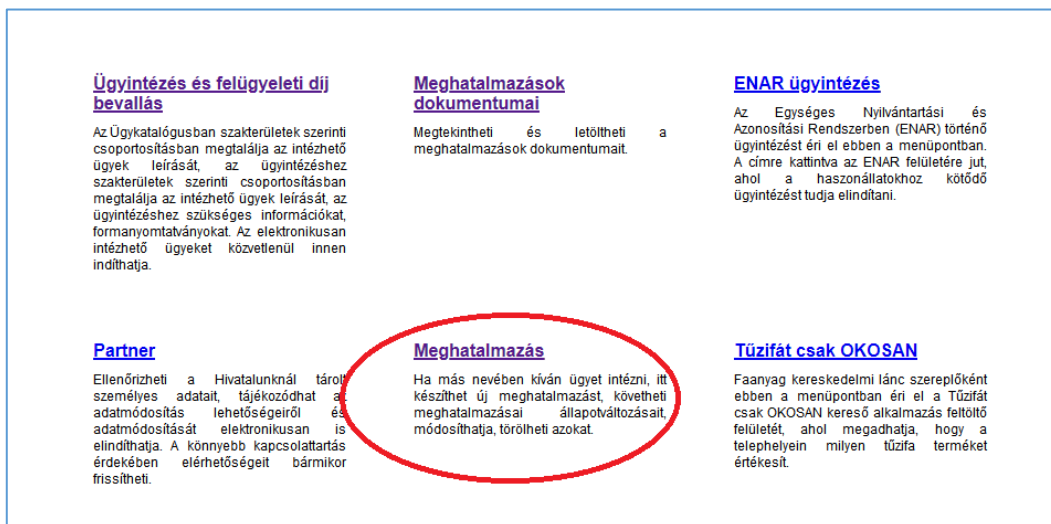 Ügyintézés és felügyeleti díj
bevallás
Az Ügykatalógusban szakterületek szerinti
csoportosításban megtalálja az intézhető
ügyek leírását, az ügyintézéshez
szakterületek szerinti csoportosításban
megtalálja az intézhető ügyek leírását, az
ügyintézéshez szükséges információkat,
formanyomtatványokat. Az elektronikusan
intézhető ügyeket közvetlenül innen
indíthatja.
Meghatalmazások
dokumentumai
Megtekintheti és letöltheti a
meghatalmazások dokumentumait.
ENAR ügyintézés
Az Egységes Nyilvántartási és
Azonosítási Rendszerben (ENAR) történő
ügyintézést éri el ebben a menüpontban.
A címre kattintva az ENAR felületére jut,
ahol a haszonállatokhoz kötődő
ügyintézést tudja elindítani.
Partner
Ellenőrizheti a Hivatalunknál tárolt
személyes adatait, tájékozódhat az
adatmódosítás lehetőségeiről és
adatmódosítását elektronikusan is
elindíthatja. A könnyebb kapcsolattartás
érdekében elérhetőségeit bármikor
frissítheti.
Meghatalmazás
Ha más nevében kíván ügyet intézni, itt
készíthet új meghatalmazást, követheti
meghatalmazásai állapotváltozásait,
módosíthatja, törölheti azokat.
Tűzifát csak OKOSAN
Faanyag kereskedelmi lánc szereplőként
ebben a menüpontban éri el a Tűzifát
csak OKOSAN kereső alkalmazás feltöltő
felületét, ahol megadhatja, hogy a
telephelyein milyen tűzifa terméket
értékesít.